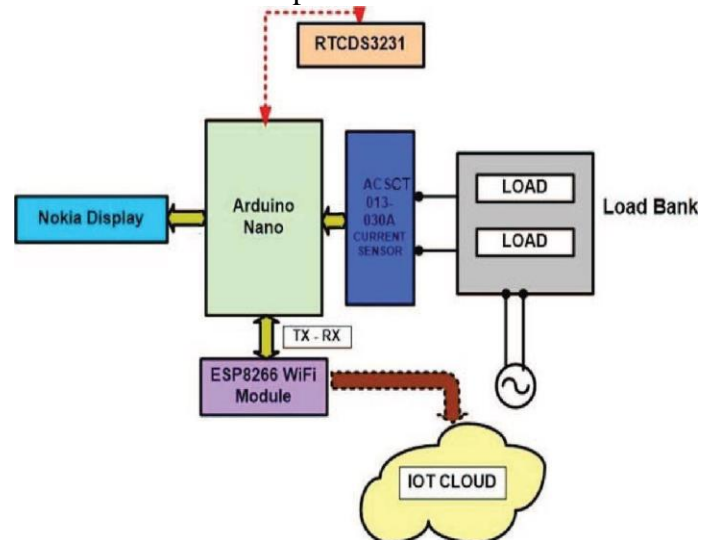 RTCDS3231
Nokia Display
Arduino
Nano
ACSCT
013-
030A
CURRENT
SENSOR
LOAD
LOAD
Load Bank
TX - RX
ESP8266 WiFi
Module
IOT CLOUD